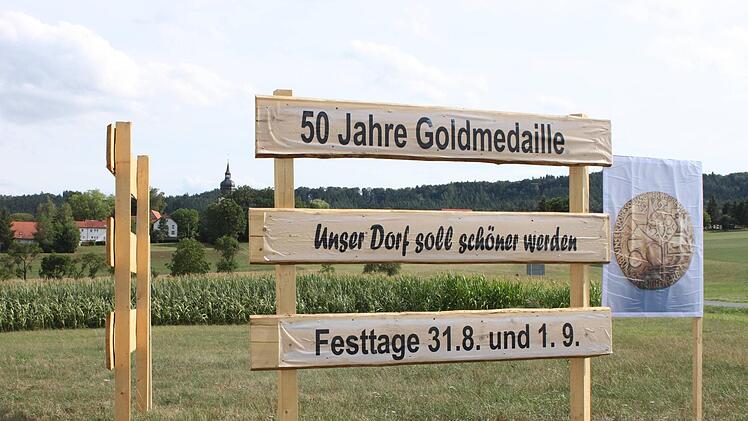 50 Jahre Goldmedaille
Unser Dorf soll schöner werden
Festtage 31.8. und 1. 9.